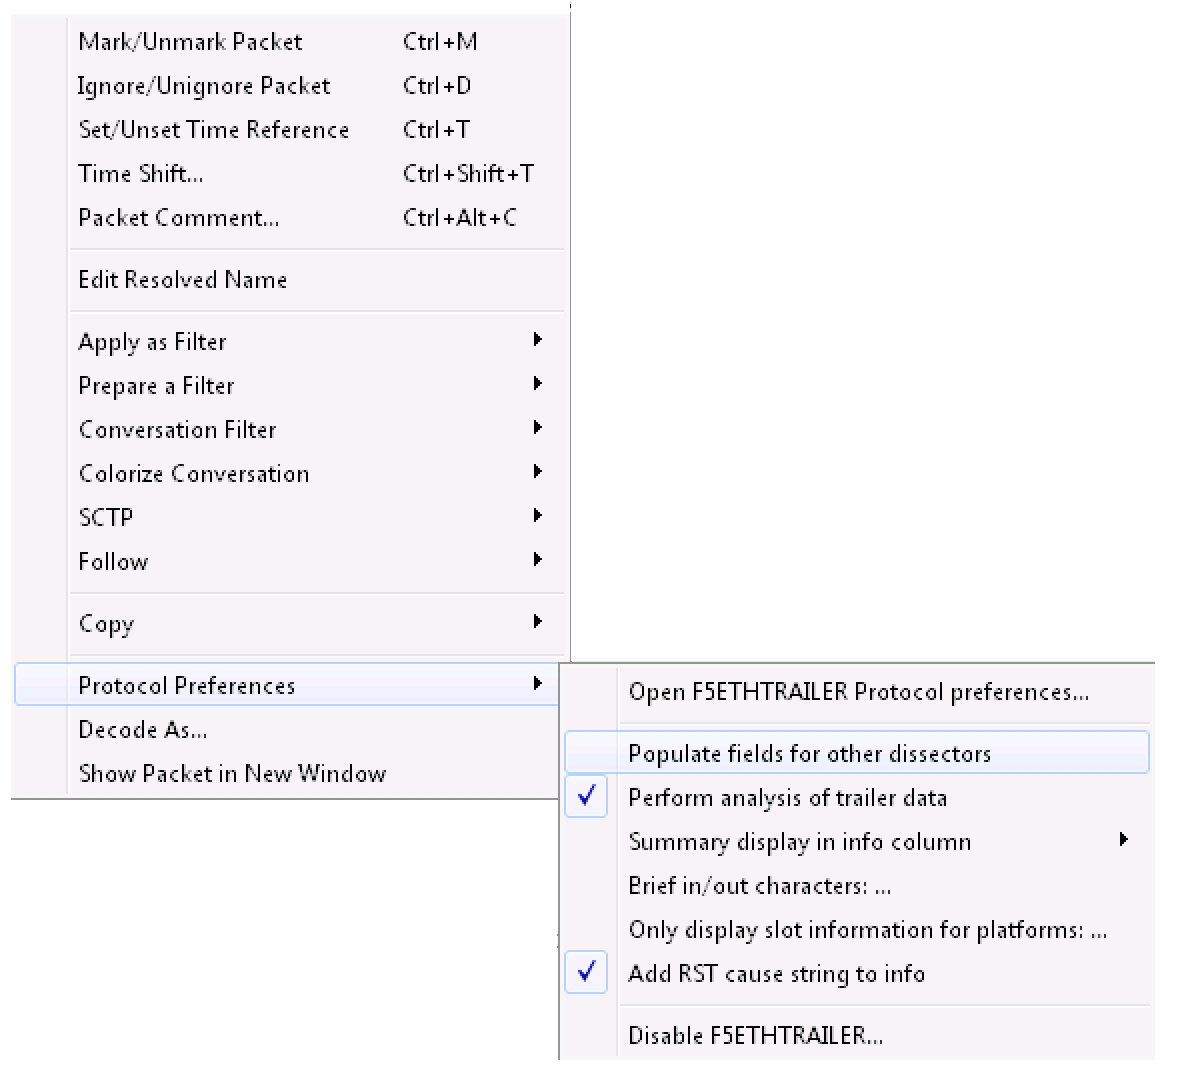 Mark/Unmark Packet Ctrl+M
Ignore/Unignore Packet Ctrl+D
Set/Unset Time Reference Ctrl+T
Time Shift... Ctrl+Shift+T
Packet Comment... Ctrl+Alt+C
Edit Resolved Name
Apply as Filter
Prepare a Filter
Conversation Filter
Colorize Conversation
SCTP
Follow
Copy
Protocol Preferences
Decode As...
Show Packet in New Window
Open F5ETHTRAILER Protocol preferences...
Populate fields for other dissectors
Perform analysis of trailer data
Summary display in info column
Brief in/out characters: ...
Only display slot information for platforms: ...
Add RST cause string to info
Disable F5ETHTRAILER...